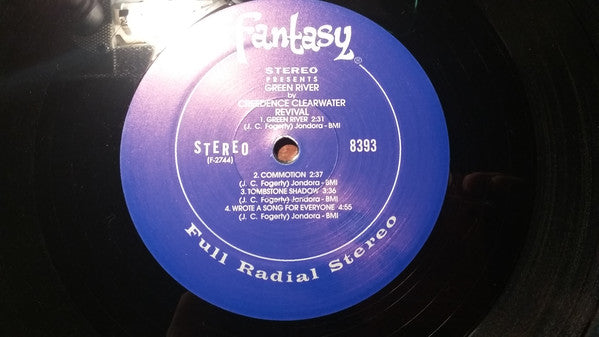 fantasy
®
STEREO
PRESENTS
GREEN RIVER
by
CREEDENCE CLEARWATER
REVIVAL
1. GREEN RIVER 2:31
(J. C. Fogerty) Jondora - BMI
STEREO 8393
(F-2744)
2. COMMOTION 2:37
(J. C. Fogerty) Jondora - BMI
3. TOMBSTONE SHADOW 3:36
(J. C. Fogerty) Jondora - BMI
4. WROTE A SONG FOR EVERYONE 4:55
(J. C. Fogerty) Jondora - BMI
Full Radial Stereo